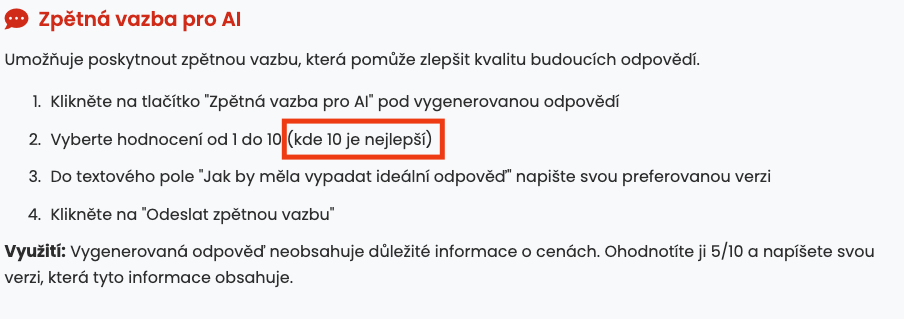 Zpětná vazba pro AI
Umožňuje poskytnout zpětnou vazbu, která pomůže zlepšit kvalitu budoucích odpovědí.
1. Klikněte na tlačítko "Zpětná vazba pro AI" pod vygenerovanou odpovědí
2. Vyberte hodnocení od 1 do 10 (kde 10 je nejlepší)
3. Do textového pole "Jak by měla vypadat ideální odpověď" napište svou preferovanou verzi
4. Klikněte na "Odeslat zpětnou vazbu"
Využití: Vygenerovaná odpověď neobsahuje důležité informace o cenách. Ohodnotíte ji 5/10 a napíšete svou
verzi, která tyto informace obsahuje.